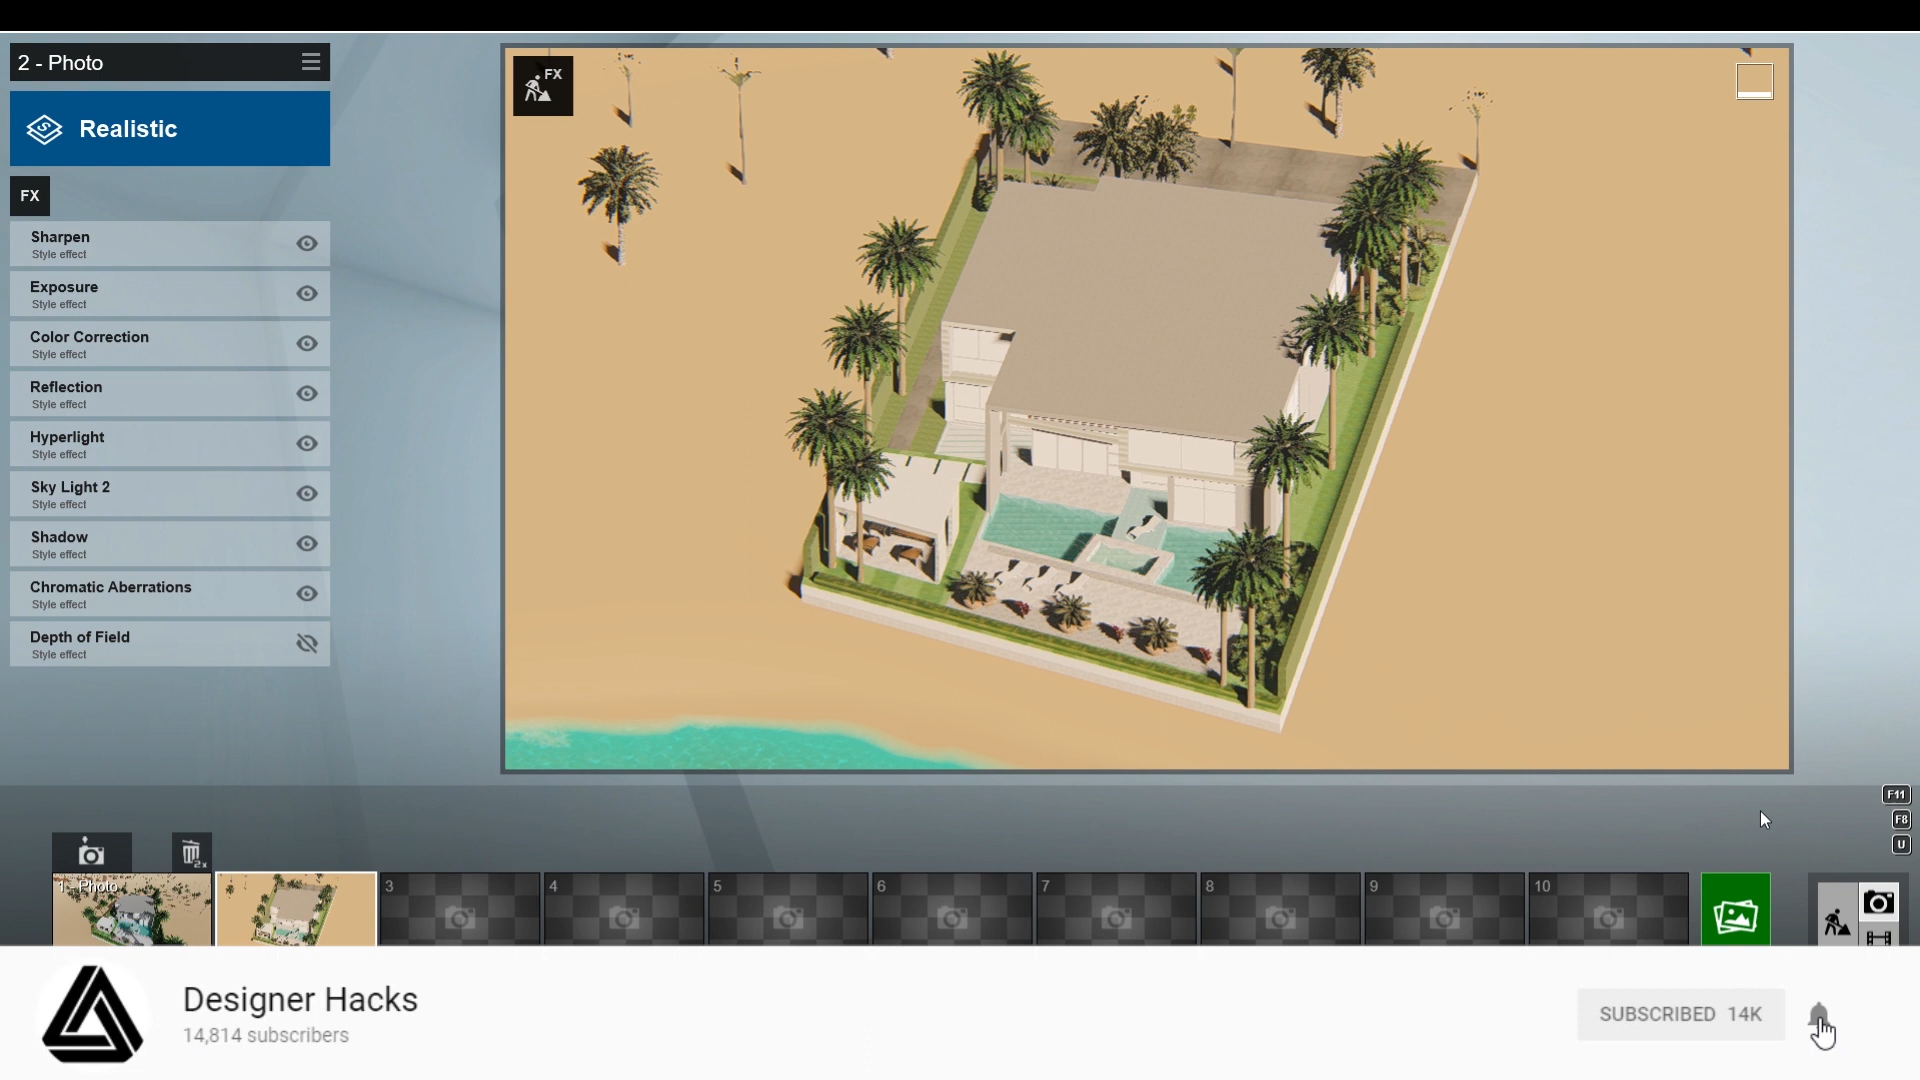 2 - Photo
Realistic
FX
Sharpen
Style effect
Exposure
Style effect
Color Correction
Style effect
Reflection
Style effect
Hyperlight
Style effect
Sky Light 2
Style effect
Shadow
Style effect
Chromatic Aberrations
Style effect
Depth of Field
Style effect
FX
F11
F8
U
2x
1 - Photo
3
4
5
6
7
8
9
10
Designer Hacks
14,814 subscribers
SUBSCRIBED 14K